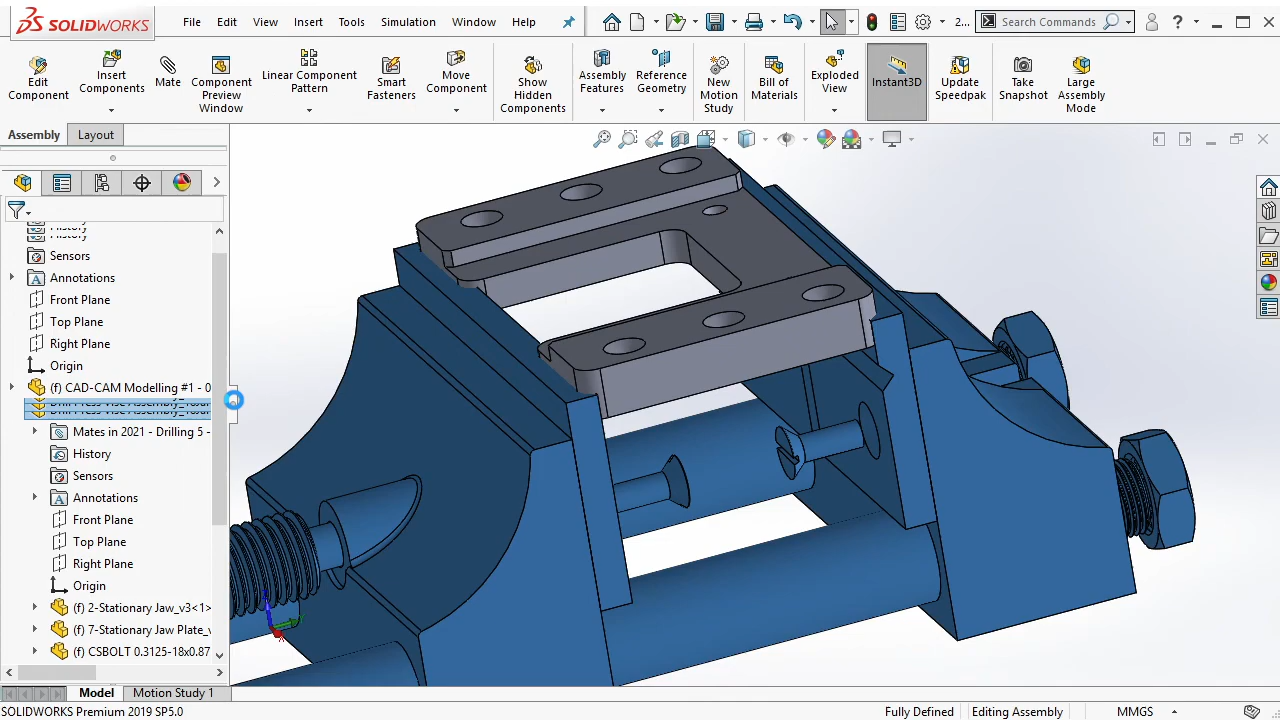 SOLIDWORKS
File Edit View Insert Tools Simulation Window Help
2...
Search Commands
?
Edit Component
Insert Components
Mate
Component Preview Window
Linear Component Pattern
Smart Fasteners
Move Component
Show Hidden Components
Assembly Features
Reference Geometry
New Motion Study
Bill of Materials
Exploded View
Instant3D
Update Speedpak
Take Snapshot
Large Assembly Mode
Assembly Layout
History
Sensors
Annotations
Front Plane
Top Plane
Right Plane
Origin
(f) CAD-CAM Modelling #1 - 0
Mates in 2021 - Drilling 5 -
History
Sensors
Annotations
Front Plane
Top Plane
Right Plane
Origin
(f) 2-Stationary Jaw_v3<1>
(f) 7-Stationary Jaw Plate_v
(f) CSBOLT 0.3125-18x0.87
Model Motion Study 1
SOLIDWORKS Premium 2019 SP5.0
Fully Defined Editing Assembly MMGS